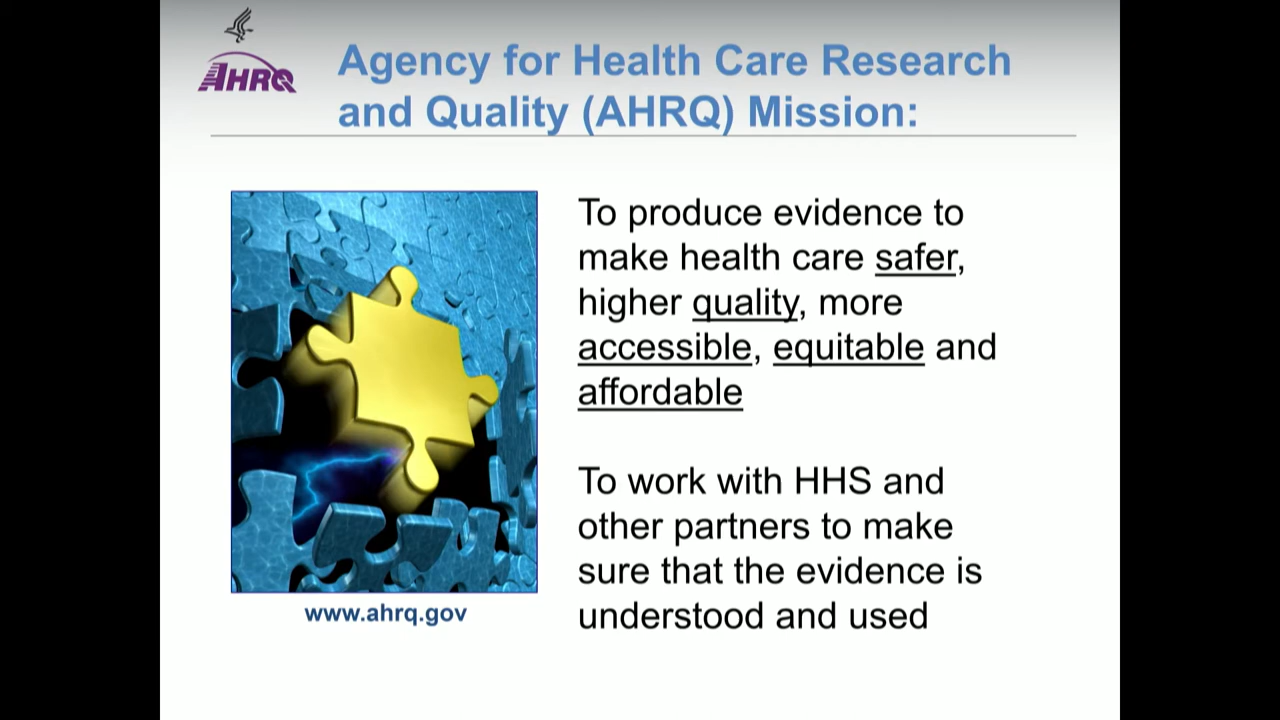 AHRQ
Agency for Health Care Research
and Quality (AHRQ) Mission:
To produce evidence to
make health care safer,
higher quality, more
accessible, equitable and
affordable
To work with HHS and
other partners to make
sure that the evidence is
understood and used
www.ahrq.gov